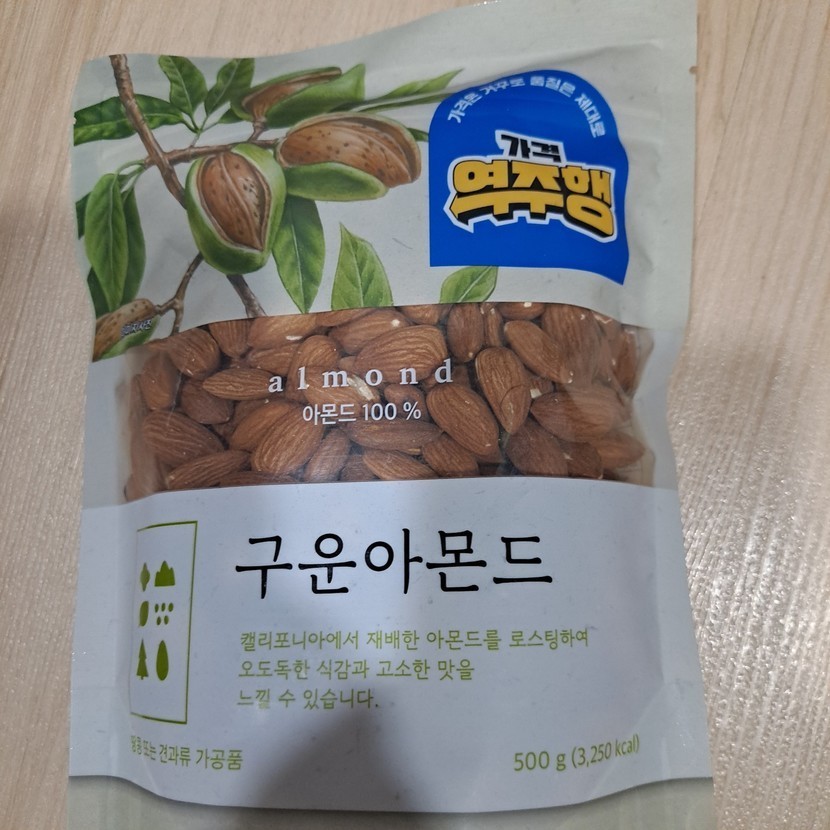 가격은 거꾸로 품질은 제대로
가격
역주행
almond
아몬드 100 %
구운아몬드
캘리포니아에서 재배한 아몬드를 로스팅하여
오도독한 식감과 고소한 맛을
느낄 수 있습니다.
또는 견과류 가공품
500 g (3,250 kcal)